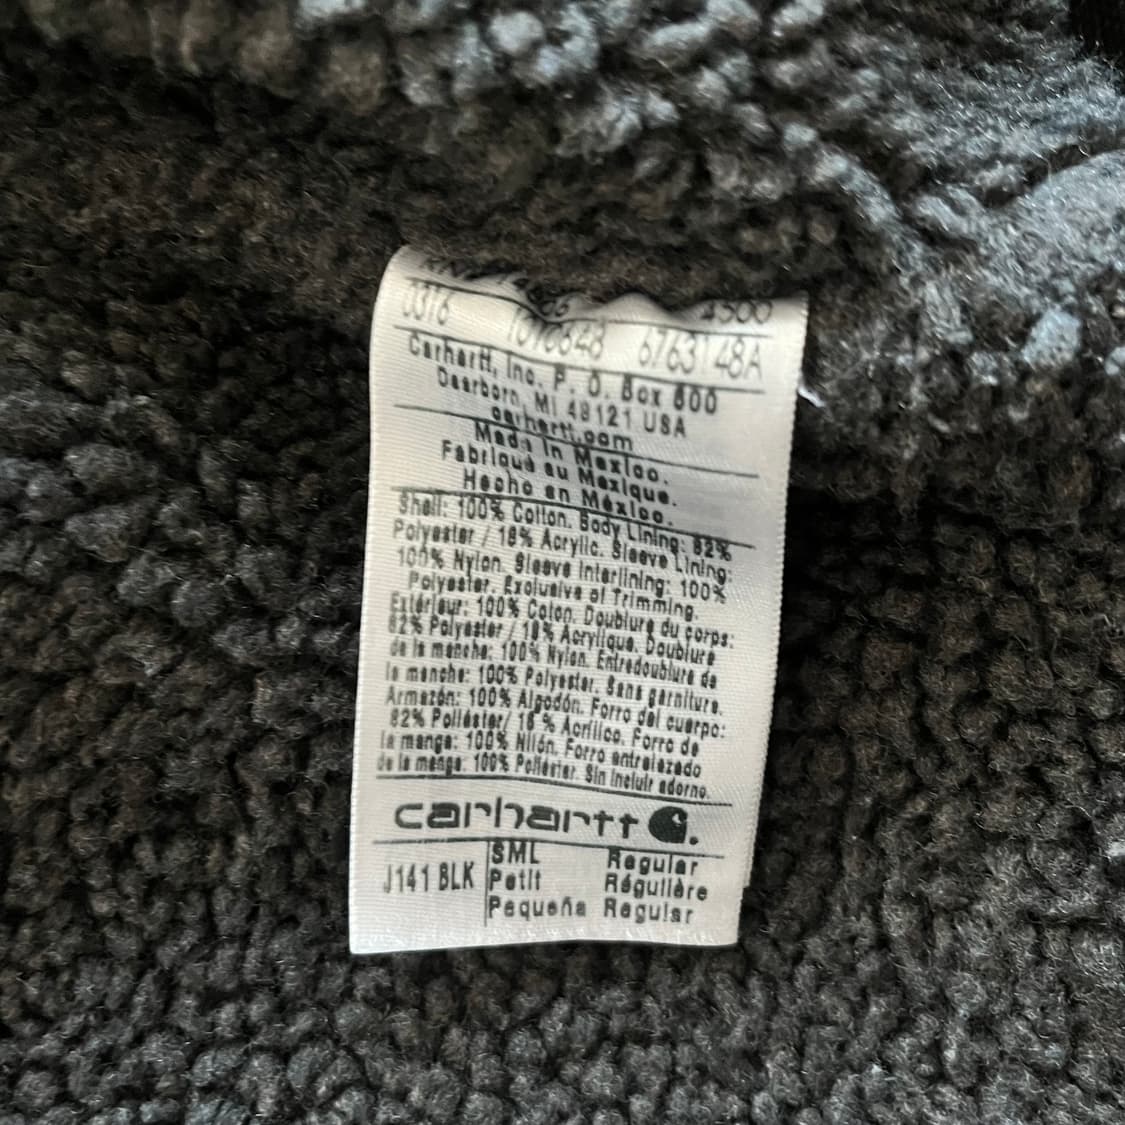 0316 1010648 6763148A
Carhartt, Inc. P. O. Box 600
Dearborn, MI 48121 USA
carhartt.com
Made in Mexico.
Fabriqué au Mexique.
Hecho en México.
Shell: 100% Cotton. Body Lining: 82%
Polyester / 18% Acrylic. Sleeve Lining:
100% Nylon. Sleeve Interlining: 100%
Polyester. Exclusive of Trimming.
Extérieur: 100% Coton. Doublure du corps:
82% Polyester / 18% Acrylique. Doublure
de la manche: 100% Nylon. Entredoublure de
la manche: 100% Polyester. Sans garniture.
Armazón: 100% Algodón. Forro del cuerpo:
82% Poliéster/ 18 % Acrílico. Forro de
la manga: 100% Nilón. Forro entrelazado
de la manga: 100% Poliéster. Sin incluir adorno.
carhartt
J141 BLK
SML Regular
Petit Régulière
Pequeña Regular